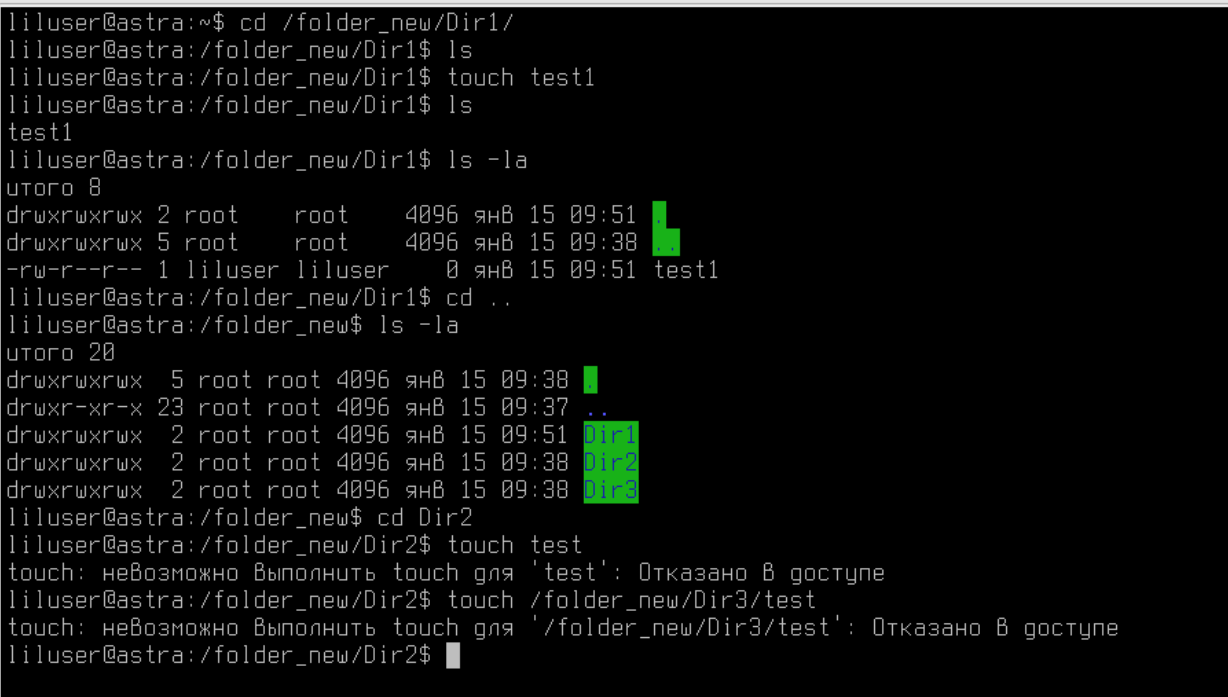 liluser@astra:~$ cd /folder_new/Dir1/
liluser@astra:/folder_new/Dir1$ ls
liluser@astra:/folder_new/Dir1$ touch test1
liluser@astra:/folder_new/Dir1$ ls
test1
liluser@astra:/folder_new/Dir1$ ls -la
итого 8
drwxrwxrwx 2 root    root    4096 янв 15 09:51 .
drwxrwxrwx 5 root    root    4096 янв 15 09:38 ..
-rw-r--r-- 1 liluser liluser    0 янв 15 09:51 test1
liluser@astra:/folder_new/Dir1$ cd ..
liluser@astra:/folder_new$ ls -la
итого 20
drwxrwxrwx  5 root root 4096 янв 15 09:38 .
drwxr-xr-x 23 root root 4096 янв 15 09:37 ..
drwxrwxrwx  2 root root 4096 янв 15 09:51 Dir1
drwxrwxrwx  2 root root 4096 янв 15 09:38 Dir2
drwxrwxrwx  2 root root 4096 янв 15 09:38 Dir3
liluser@astra:/folder_new$ cd Dir2
liluser@astra:/folder_new/Dir2$ touch test
touch: невозможно выполнить touch для 'test': Отказано в доступе
liluser@astra:/folder_new/Dir2$ touch /folder_new/Dir3/test
touch: невозможно выполнить touch для '/folder_new/Dir3/test': Отказано в доступе
liluser@astra:/folder_new/Dir2$